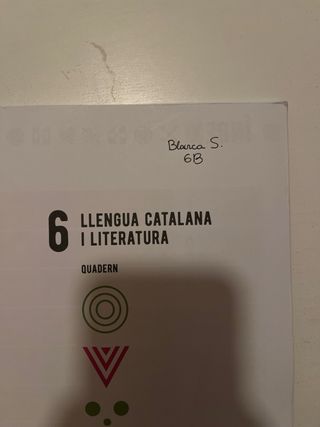 Blanca S.
6B
6 LLENGUA CATALANA
I LITERATURA
QUADERN